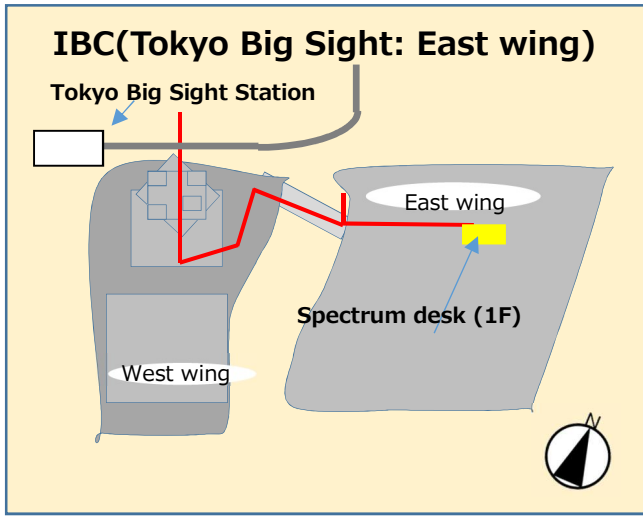 IBC(Tokyo Big Sight: East wing)
Tokyo Big Sight Station
East wing
Spectrum desk (1F)
West wing
N